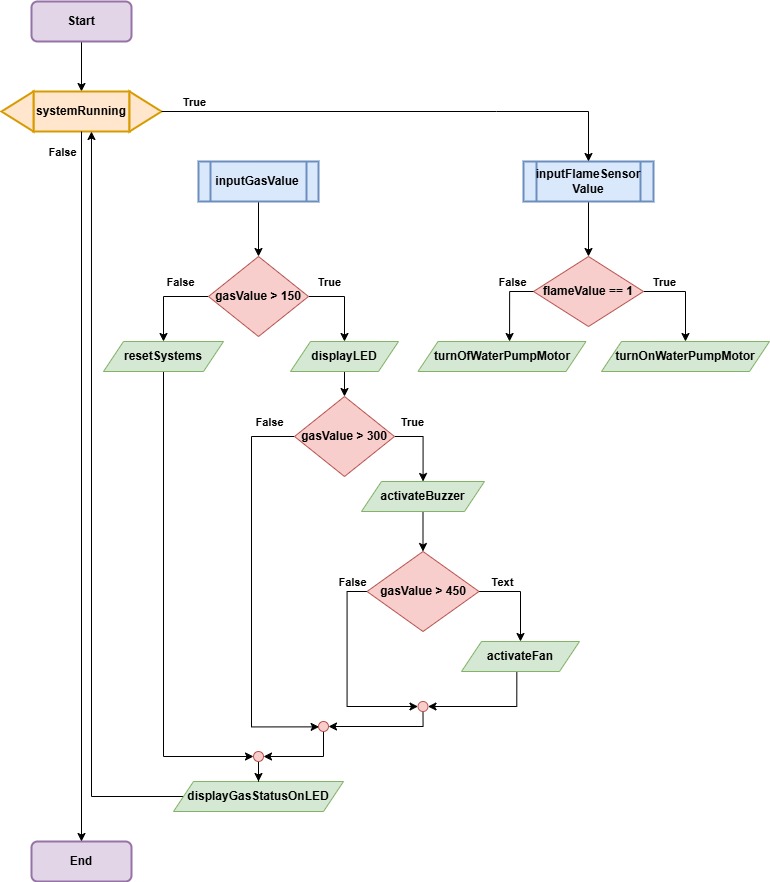 Start
systemRunning
True
False
inputGasValue
inputFlameSensor
Value
False
gasValue > 150
True
False
flameValue == 1
True
resetSystems
displayLED
turnOfWaterPumpMotor
turnOnWaterPumpMotor
False
gasValue > 300
True
activateBuzzer
False
gasValue > 450
Text
activateFan
displayGasStatusOnLED
End